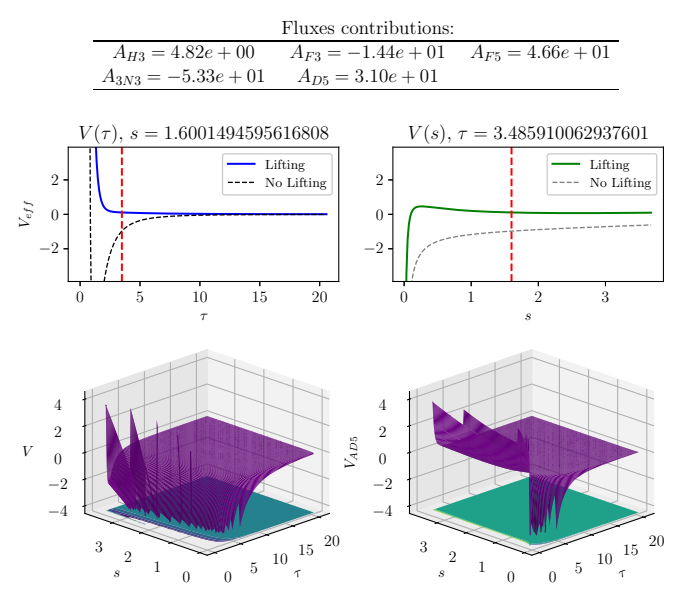 Fluxes contributions:
A_{H3} = 4.82e + 00 A_{F3} = −1.44e + 01 A_{F5} = 4.66e + 01
A_{3N3} = −5.33e + 01 A_{D5} = 3.10e + 01
V(τ), s = 1.6001494595616808
V(s), τ = 3.485910062937601
Lifting
No Lifting
2
0
−2
V_{eff}
0 5 10 15 20
τ
Lifting
No Lifting
2
0
−2
0 1 2 3
s
4
2
0
−2
−4
V
3 2 1 0
s
0 5 10 15 20
τ
4
2
0
−2
−4
V_{AD5}
3 2 1 0
s
0 5 10 15 20
τ